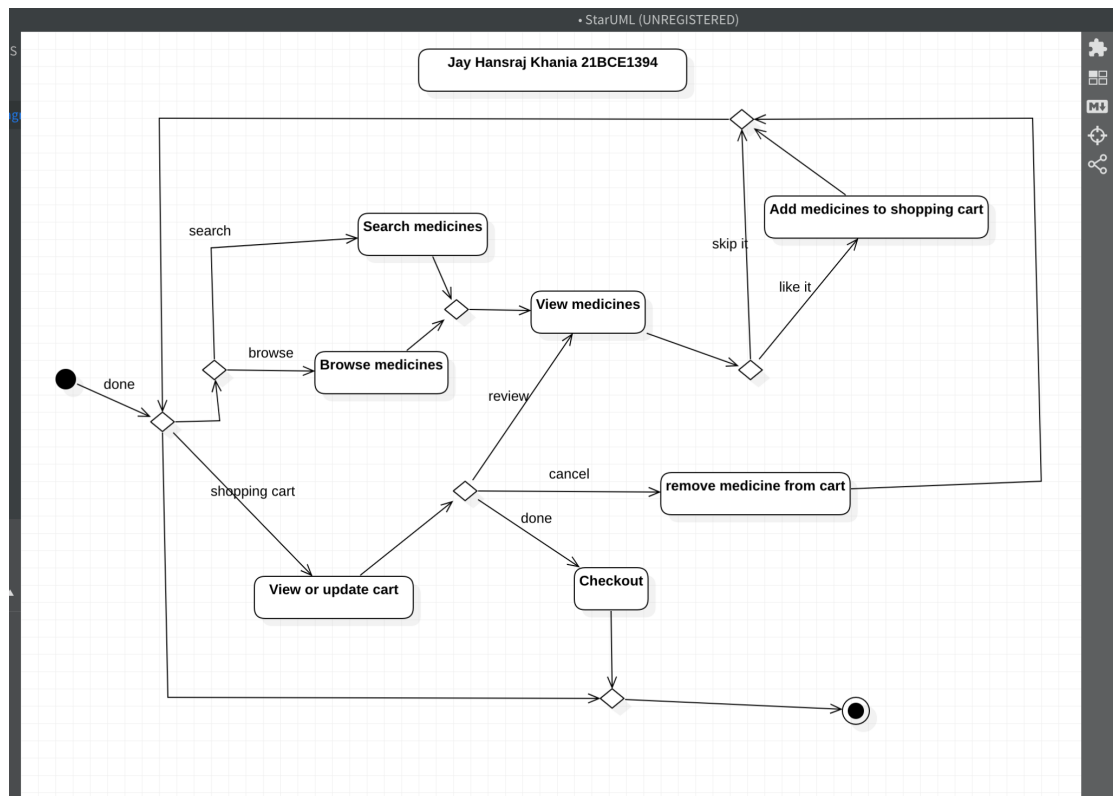 • StarUML (UNREGISTERED)
S
Jay Hansraj Khania 21BCE1394
M
Add medicines to shopping cart
Search medicines
search
skip it
like it
View medicines
browse
Browse medicines
done
review
cancel
remove medicine from cart
shopping cart
done
Checkout
View or update cart